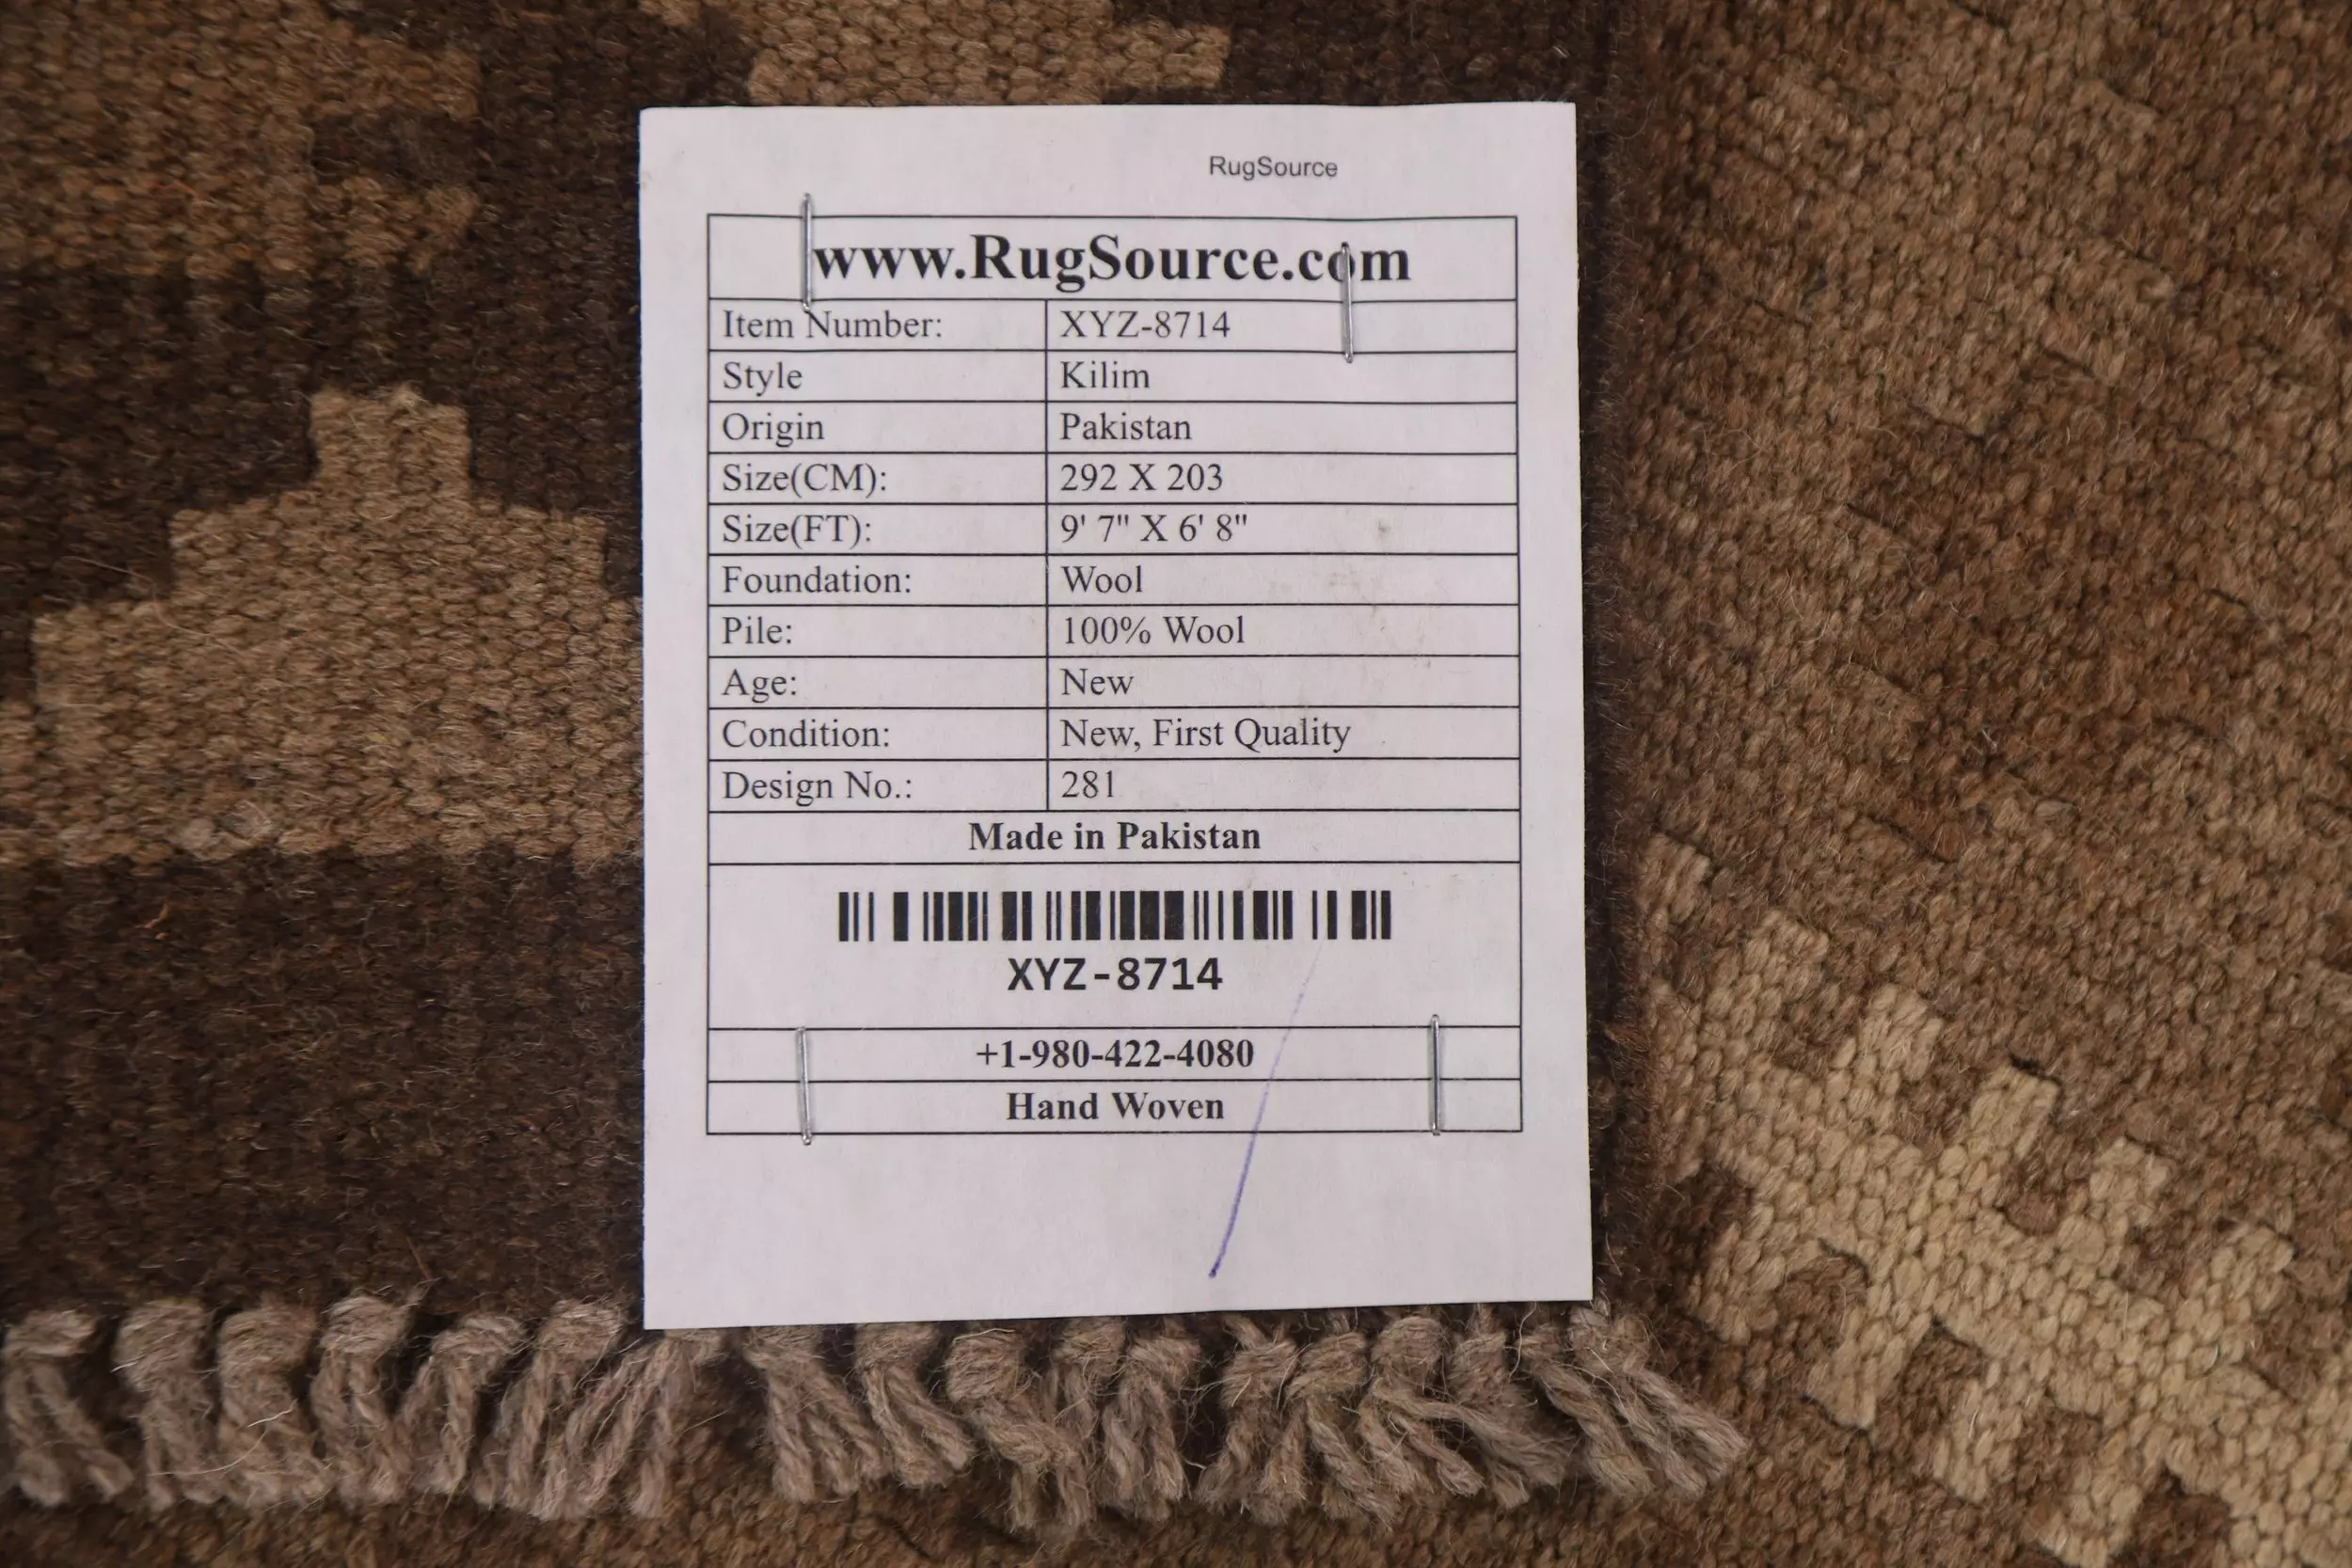 RugSource
www.RugSource.com
Item Number: XYZ-8714
Style Kilim
Origin Pakistan
Size(CM): 292 X 203
Size(FT): 9' 7" X 6' 8"
Foundation: Wool
Pile: 100% Wool
Age: New
Condition: New, First Quality
Design No.: 281
Made in Pakistan
XYZ-8714
+1-980-422-4080
Hand Woven